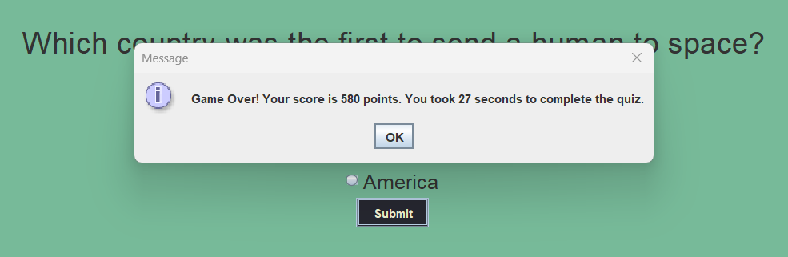 Which country was the first to send a human to space?
Message
Game Over! Your score is 580 points. You took 27 seconds to complete the quiz.
OK
America
Submit